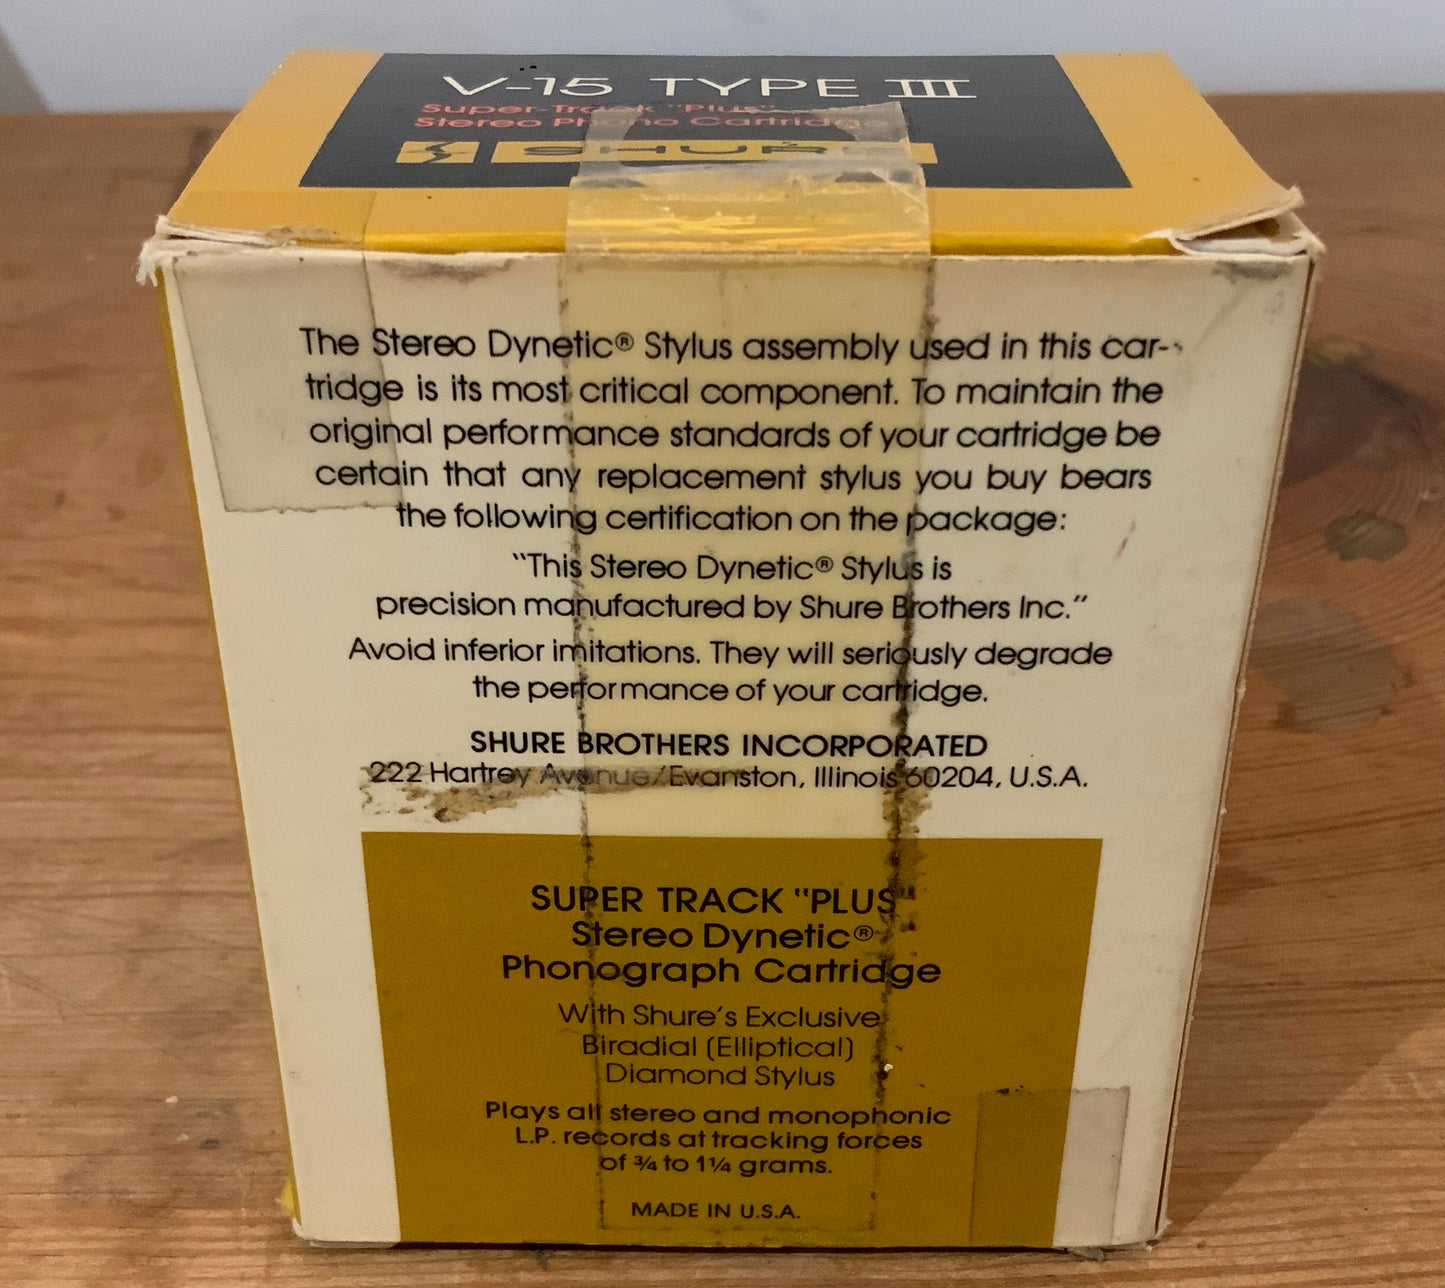 V-15 TYPE III
Super-Track "Plus"
Stereo Phono Cartridge
SHURE
The Stereo Dynetic® Stylus assembly used in this car-
tridge is its most critical component. To maintain the
original performance standards of your cartridge be
certain that any replacement stylus you buy bears
the following certification on the package:
"This Stereo Dynetic® Stylus is
precision manufactured by Shure Brothers Inc."
Avoid inferior imitations. They will seriously degrade
the performance of your cartridge.
SHURE BROTHERS INCORPORATED
222 Hartrey Avenue/Evanston, Illinois 60204, U.S.A.
SUPER TRACK "PLUS"
Stereo Dynetic®
Phonograph Cartridge
With Shure's Exclusive
Biradial (Elliptical)
Diamond Stylus
Plays all stereo and monophonic
L.P. records at tracking forces
of ¾ to 1¼ grams.
MADE IN U.S.A.